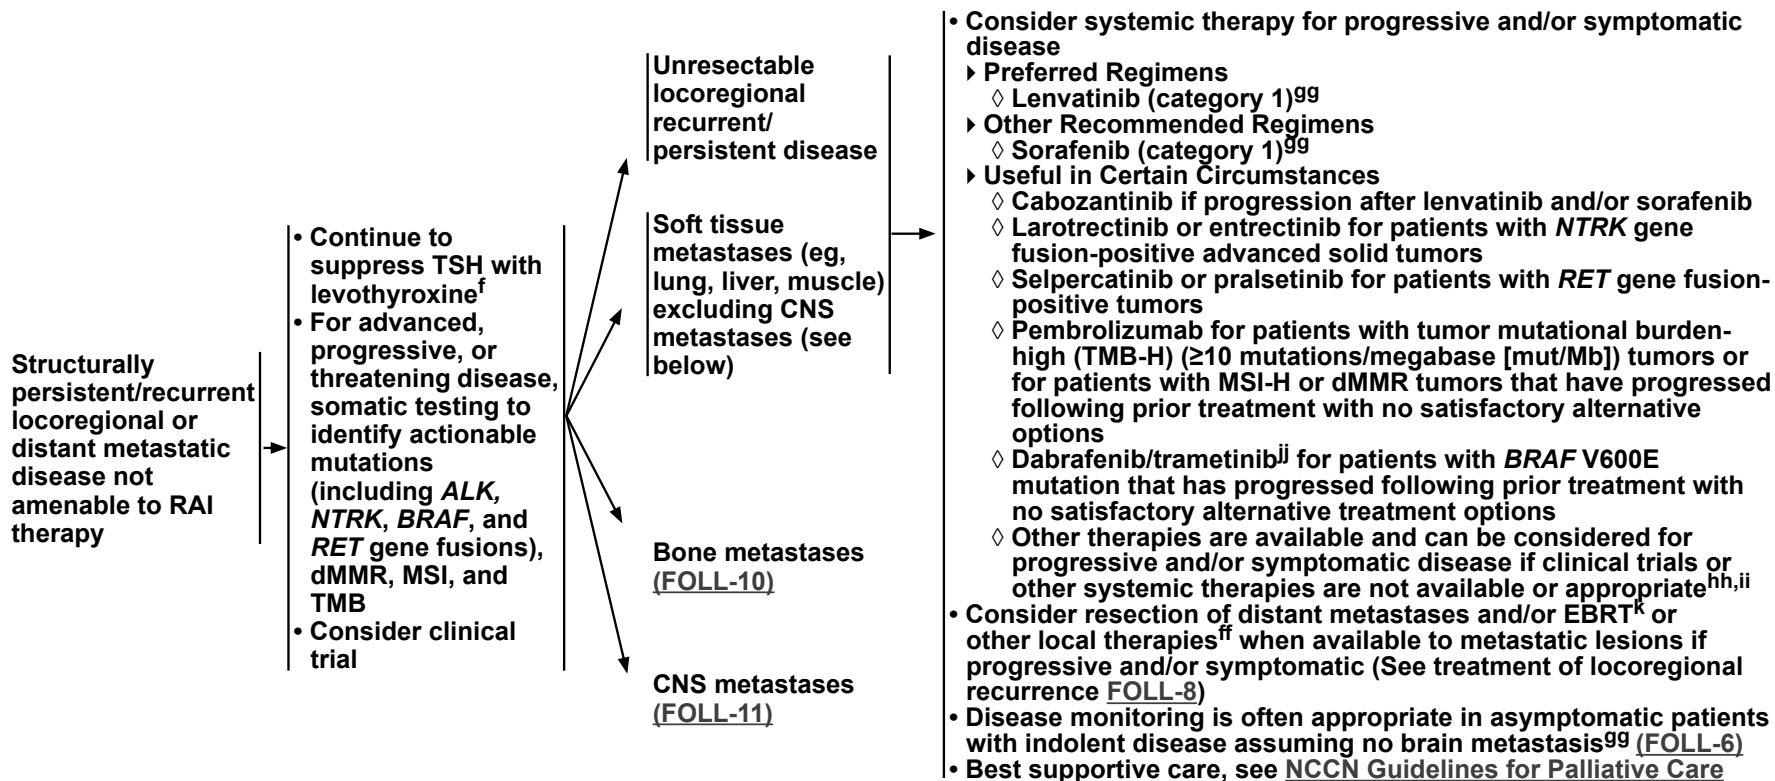 Structurally
persistent/recurrent
locoregional or
distant metastatic
disease not
amenable to RAI
therapy
• Continue to
suppress TSH with
levothyroxinef
• For advanced,
progressive, or
threatening disease,
somatic testing to
identify actionable
mutations
(including ALK,
NTRK, BRAF, and
RET gene fusions),
dMMR, MSI, and
TMB
• Consider clinical
trial
Unresectable
locoregional
recurrent/
persistent disease
Soft tissue
metastases (eg,
lung, liver, muscle)
excluding CNS
metastases (see
below)
Bone metastases
(FOLL-10)
CNS metastases
(FOLL-11)
• Consider systemic therapy for progressive and/or symptomatic
disease
▸ Preferred Regimens
◊ Lenvatinib (category 1)gg
▸ Other Recommended Regimens
◊ Sorafenib (category 1)gg
▸ Useful in Certain Circumstances
◊ Cabozantinib if progression after lenvatinib and/or sorafenib
◊ Larotrectinib or entrectinib for patients with NTRK gene
fusion-positive advanced solid tumors
◊ Selpercatinib or pralsetinib for patients with RET gene fusion-
positive tumors
◊ Pembrolizumab for patients with tumor mutational burden-
high (TMB-H) (≥10 mutations/megabase [mut/Mb]) tumors or
for patients with MSI-H or dMMR tumors that have progressed
following prior treatment with no satisfactory alternative
options
◊ Dabrafenib/trametinibjj for patients with BRAF V600E
mutation that has progressed following prior treatment with
no satisfactory alternative treatment options
◊ Other therapies are available and can be considered for
progressive and/or symptomatic disease if clinical trials or
other systemic therapies are not available or appropriatehh,ii
• Consider resection of distant metastases and/or EBRTk or
other local therapiesff when available to metastatic lesions if
progressive and/or symptomatic (See treatment of locoregional
recurrence FOLL-8)
• Disease monitoring is often appropriate in asymptomatic patients
with indolent disease assuming no brain metastasisgg (FOLL-6)
• Best supportive care, see NCCN Guidelines for Palliative Care